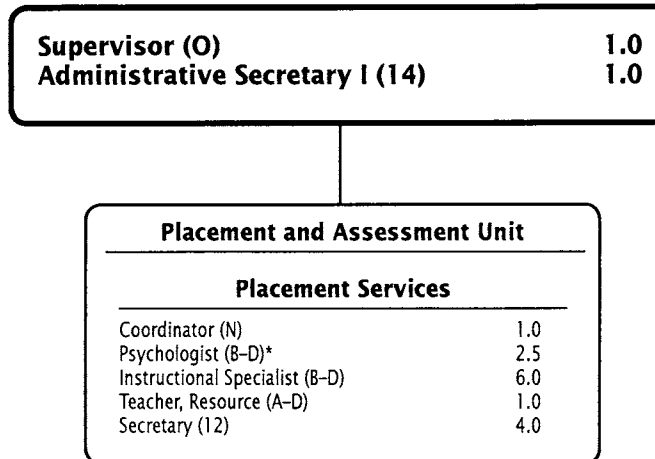 Supervisor (O) 1.0
Administrative Secretary I (14) 1.0
Placement and Assessment Unit
Placement Services
Coordinator (N) 1.0
Psychologist (B–D)* 2.5
Instructional Specialist (B–D) 6.0
Teacher, Resource (A–D) 1.0
Secretary (12) 4.0